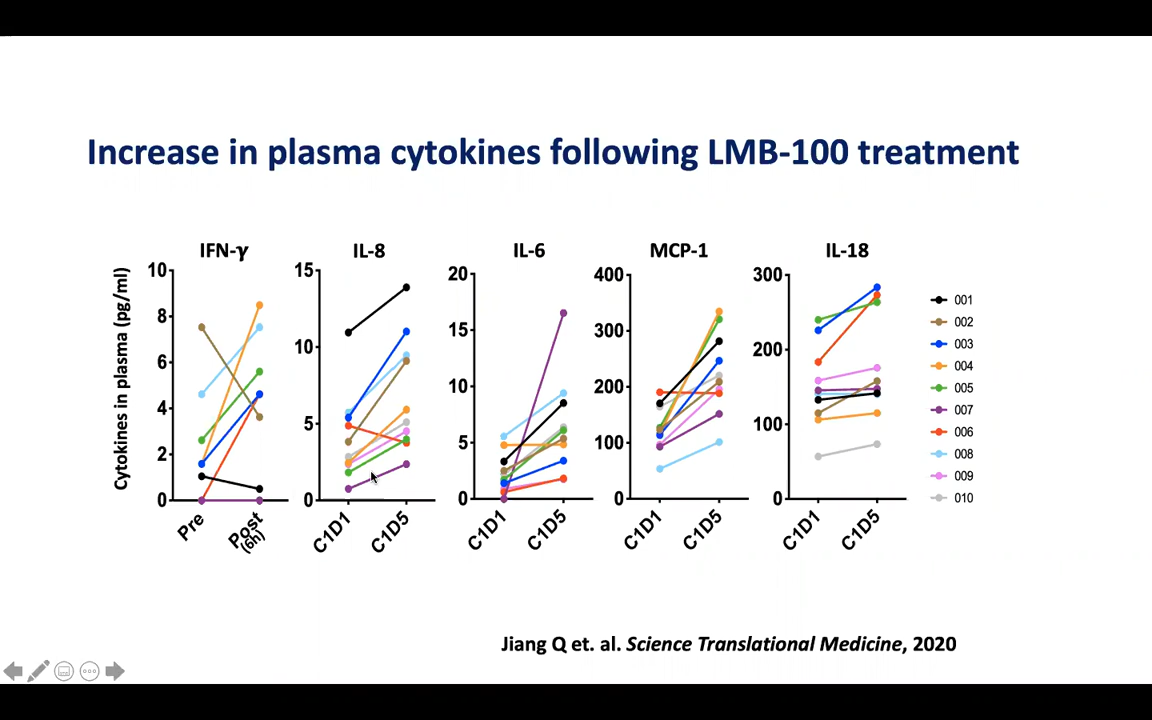 Increase in plasma cytokines following LMB-100 treatment
Cytokines in plasma (pg/ml)
IFN-γ
10
8
6
4
2
0
Pre
Post
(6h)
IL-8
15
10
5
0
C1D1
C1D5
IL-6
20
15
10
5
0
C1D1
C1D5
MCP-1
400
300
200
100
0
C1D1
C1D5
IL-18
300
200
100
0
C1D1
C1D5
001
002
003
004
005
007
006
008
009
010
Jiang Q et. al. Science Translational Medicine, 2020